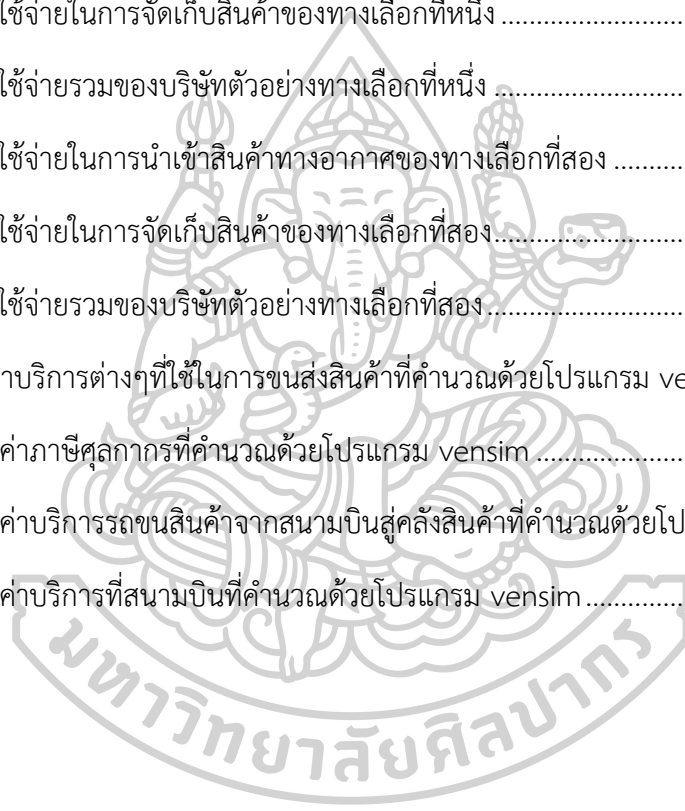 ใช้จ่ายในการจัดเก็บสินค้าของทางเลือกที่หนึ่ง ........................
ใช้จ่ายรวมของบริษัทตัวอย่างทางเลือกที่หนึ่ง .........................
ใช้จ่ายในการนำเข้าสินค้าทางอากาศของทางเลือกที่สอง ..........
ใช้จ่ายในการจัดเก็บสินค้าของทางเลือกที่สอง.........................
ใช้จ่ายรวมของบริษัทตัวอย่างทางเลือกที่สอง..........................
าบริการต่างๆที่ใช้ในการขนส่งสินค้าที่คำนวณด้วยโปรแกรม ve
ค่าภาษีศุลกากรที่คำนวณด้วยโปรแกรม vensim ...................
ค่าบริการรถขนสินค้าจากสนามบินสู่คลังสินค้าที่คำนวณด้วยโป
ค่าบริการที่สนามบินที่คำนวณด้วยโปรแกรม vensim .............
มหาวิทยาลัยศิลปากร